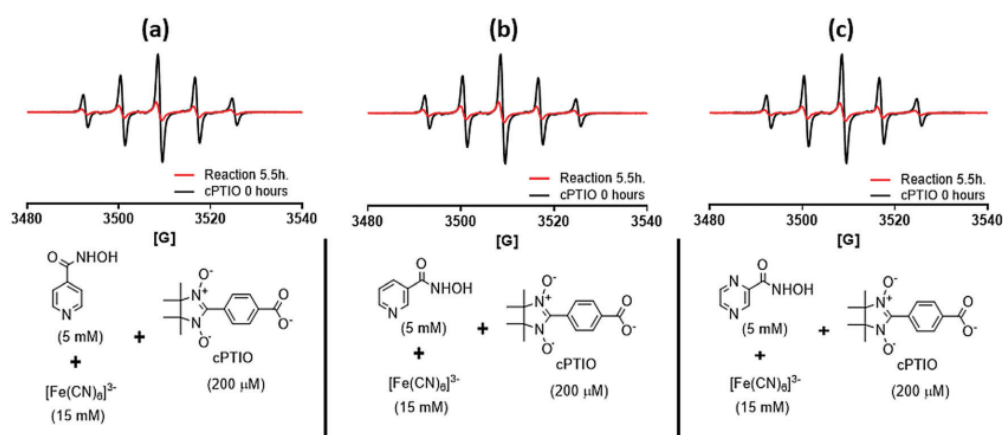 (a)
Reaction 5.5h.
cPTIO 0 hours
3480 3500 3520 3540
[G]
O
N
H
OH
N
(5 mM)
+
[Fe(CN)6]3-
(15 mM)
+
O-
N+
N
O·
O
O-
cPTIO
(200 μM)
(b)
Reaction 5.5h.
cPTIO 0 hours
3480 3500 3520 3540
[G]
O
N
H
OH
N
(5 mM)
+
[Fe(CN)6]3-
(15 mM)
+
O-
N+
N
O·
O
O-
cPTIO
(200 μM)
(c)
Reaction 5.5h.
cPTIO 0 hours
3480 3500 3520 3540
[G]
N
O
N
H
OH
N
(5 mM)
+
[Fe(CN)6]3-
(15 mM)
+
O-
N+
N
O·
O
O-
cPTIO
(200 μM)